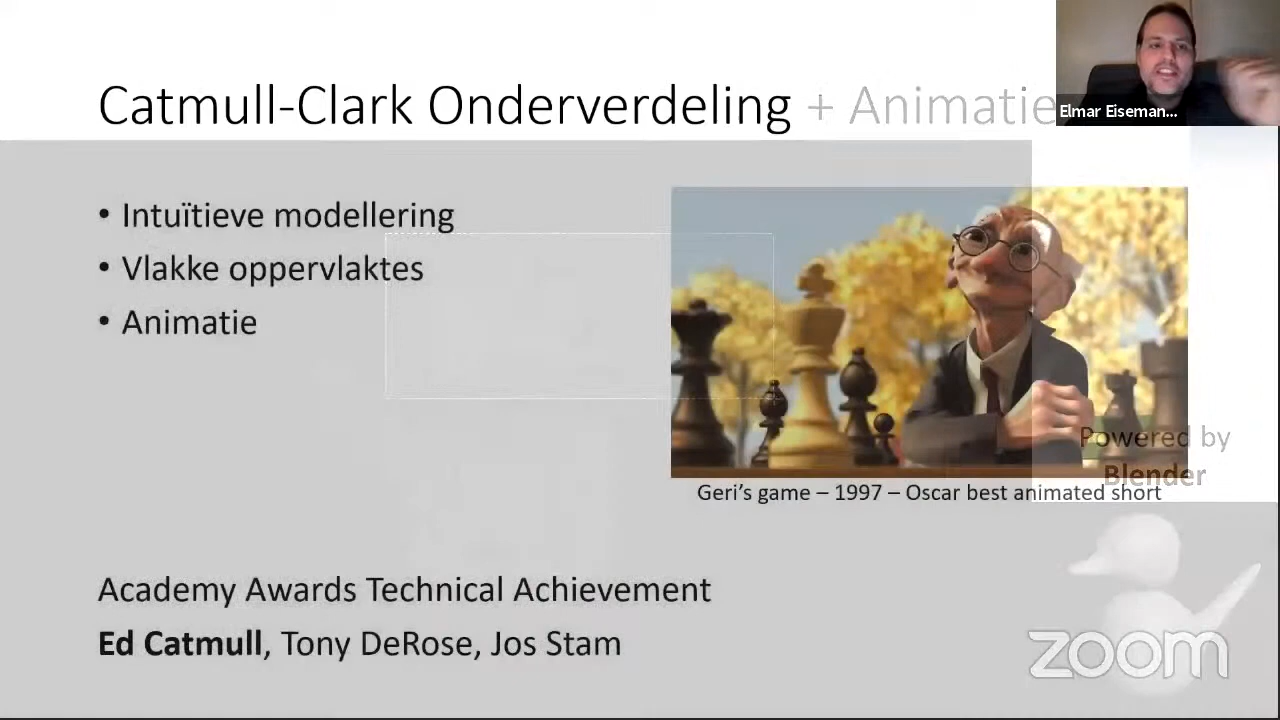 Catmull-Clark Onderverdeling + Animatie
Elmar Eiseman...
• Intuïtieve modellering
• Vlakke oppervlaktes
• Animatie
Powered by
Blender
Geri’s game – 1997 – Oscar best animated short
Academy Awards Technical Achievement
Ed Catmull, Tony DeRose, Jos Stam
zoom